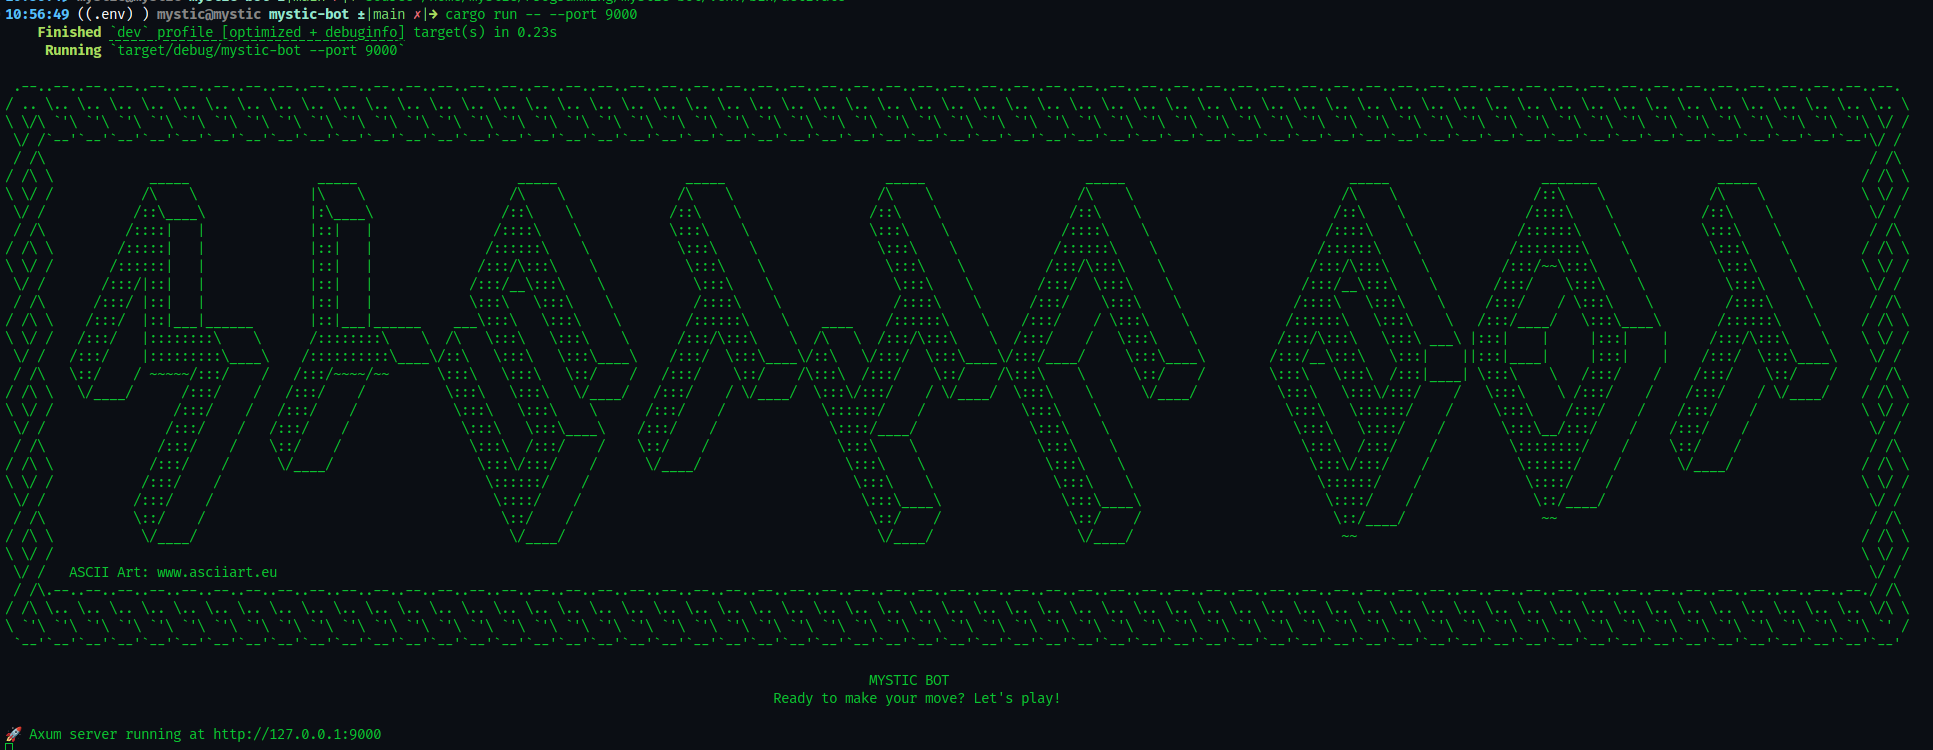 10:56:49 ((.env) ) mystic@mystic mystic-bot ±|main ✗|→ cargo run -- --port 9000
Finished `dev` profile [optimized + debuginfo] target(s) in 0.23s
Running `target/debug/mystic-bot --port 9000`
ASCII Art: www.asciiart.eu
MYSTIC BOT
Ready to make your move? Let's play!
🚀 Axum server running at http://127.0.0.1:9000